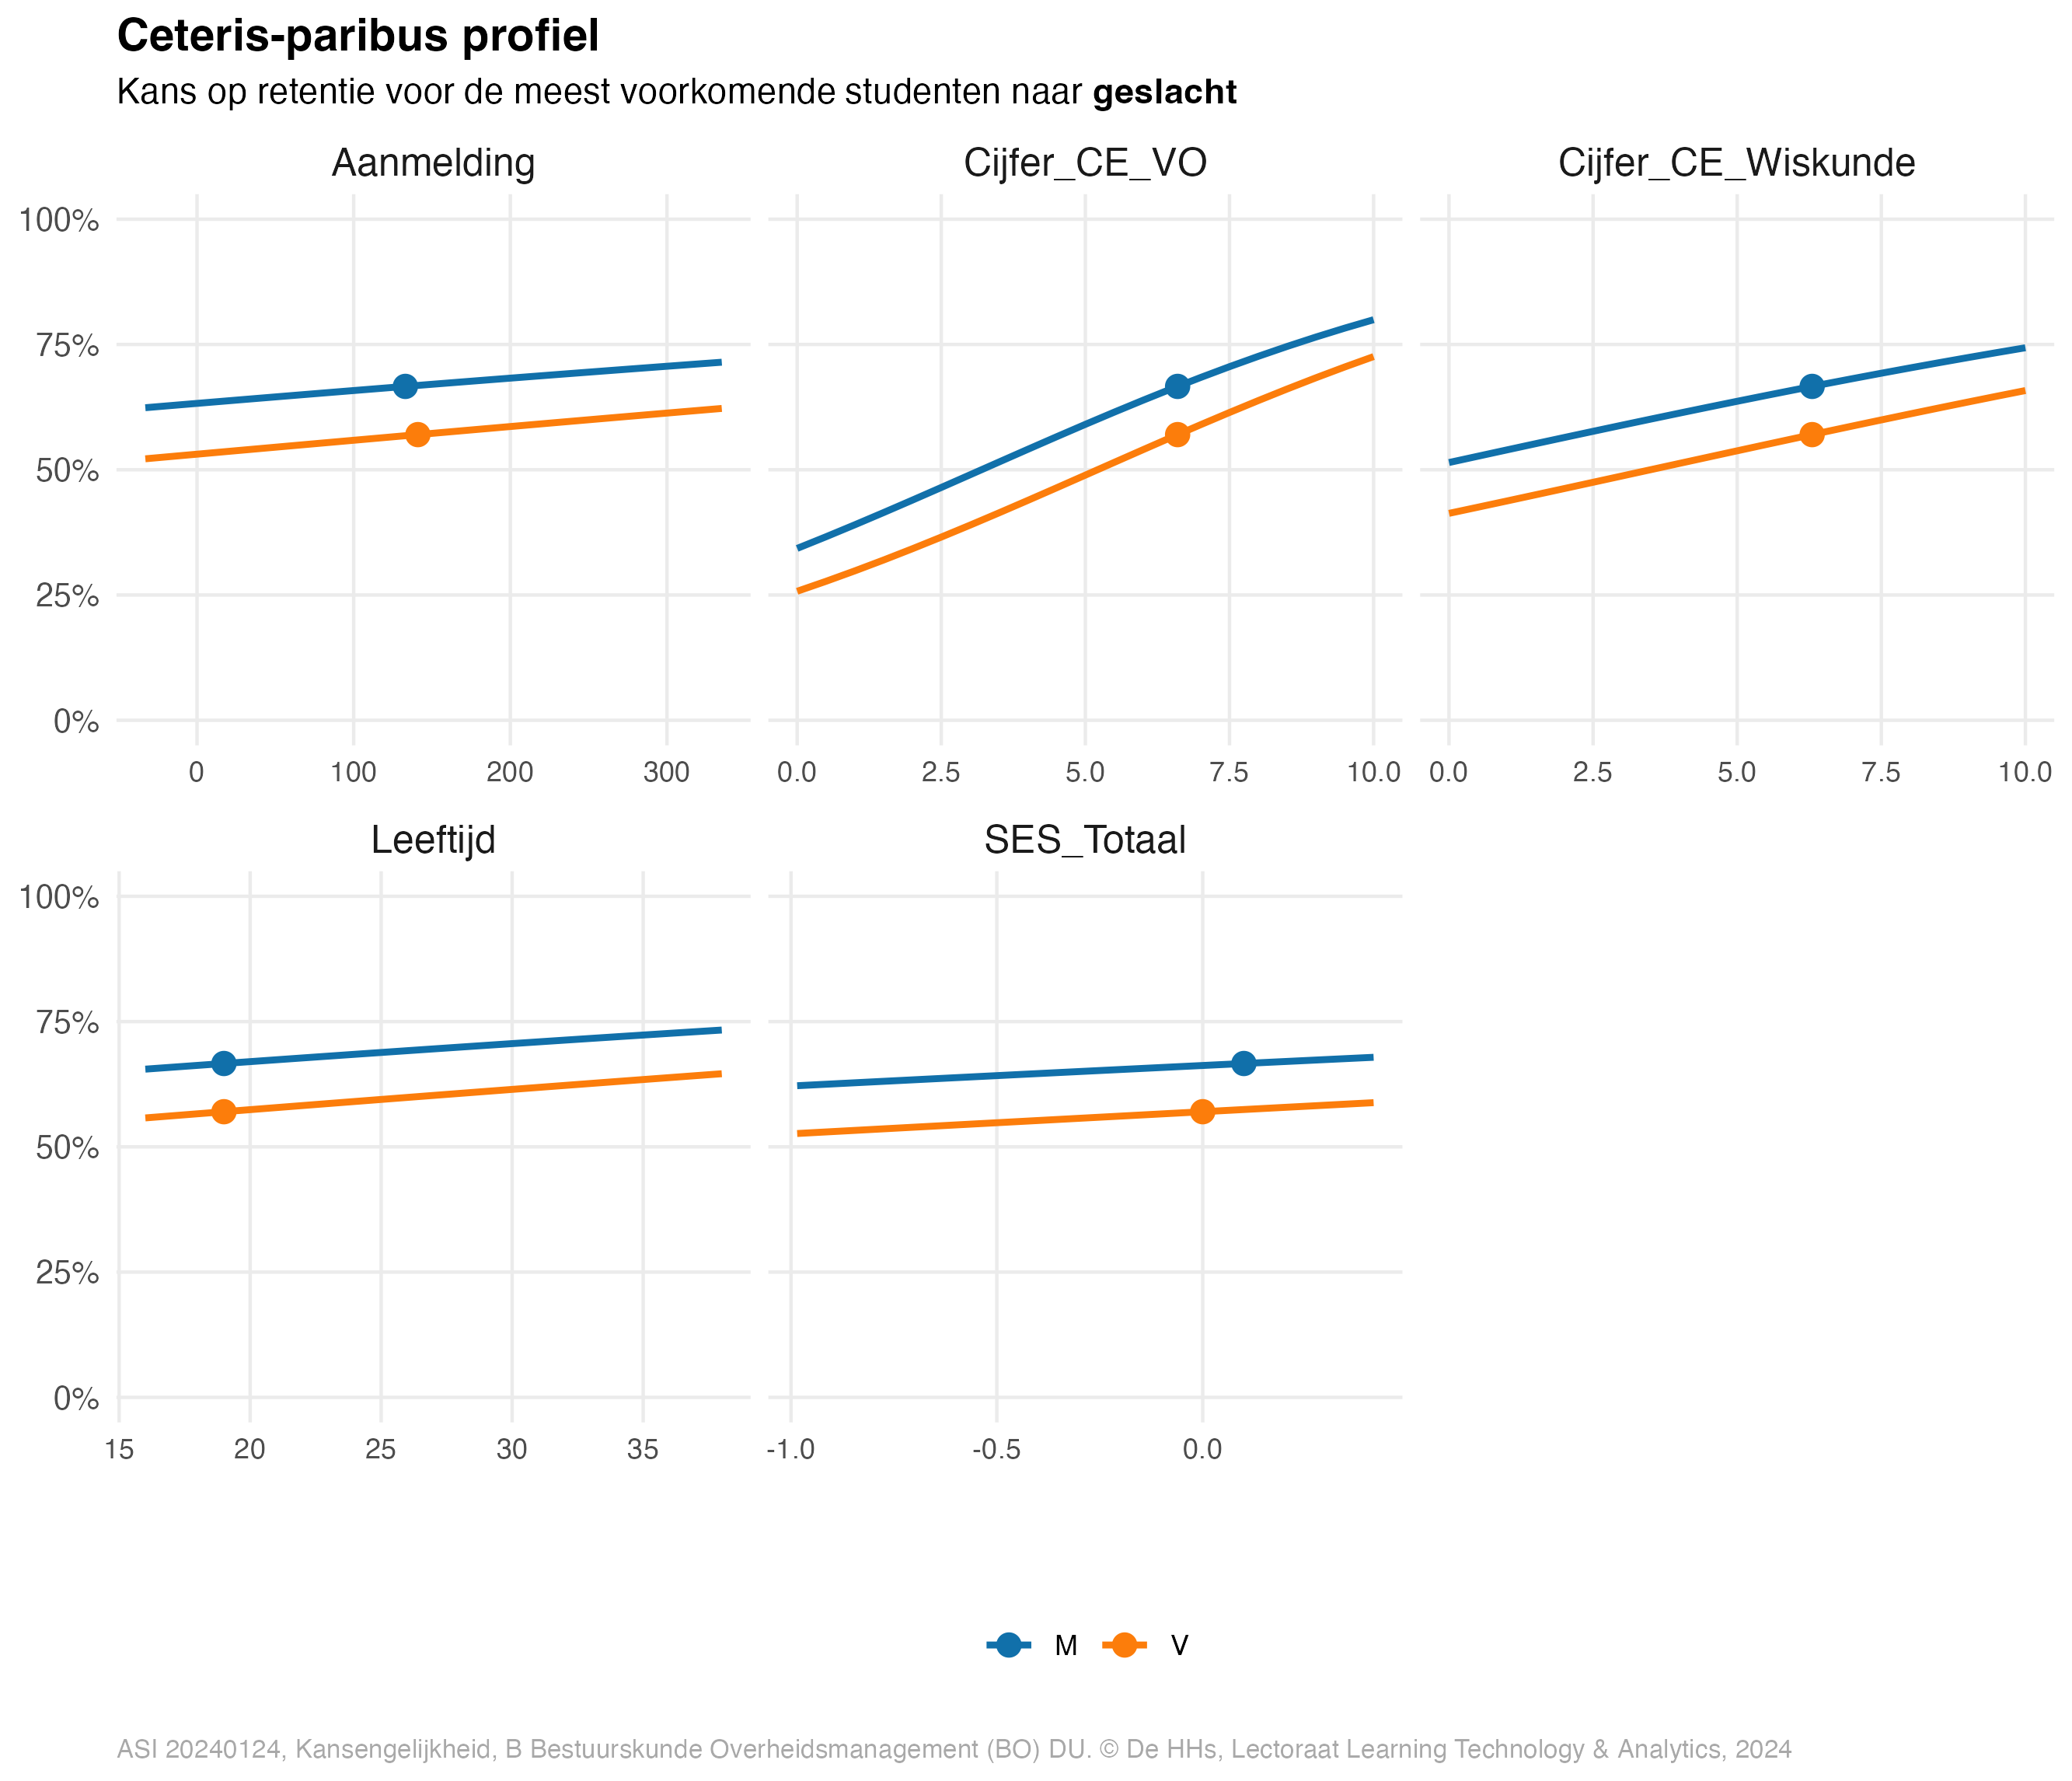 Ceteris-paribus profiel
Kans op retentie voor de meest voorkomende studenten naar geslacht
Aanmelding Cijfer_CE_VO Cijfer_CE_Wiskunde
100%
75%
50%
25%
0%
0 100 200 300 0.0 2.5 5.0 7.5 10.0 0.0 2.5 5.0 7.5 10.0
Leeftijd SES_Totaal
100%
75%
50%
25%
0%
15 20 25 30 35 -1.0 -0.5 0.0
M V
ASI 20240124, Kansengelijkheid, B Bestuurskunde Overheidsmanagement (BO) DU. © De HHs, Lectoraat Learning Technology & Analytics, 2024